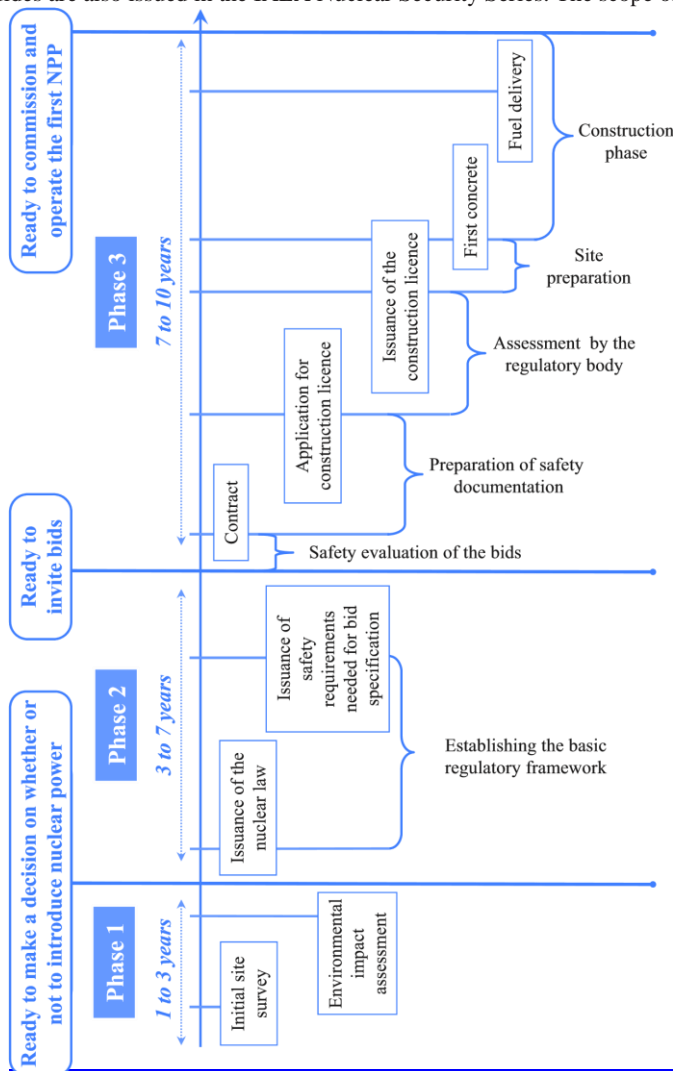 Ready to make a decision on whether or
not to introduce nuclear power
Ready to
invite bids
Ready to commission and
operate the first NPP
Phase 1
Phase 2
Phase 3
1 to 3 years
3 to 7 years
7 to 10 years
Initial site
survey
Environmental
impact
assessment
Issuance of the
nuclear law
Issuance of
safety
requirements
needed for bid
specification
Establishing the basic
regulatory framework
Contract
Safety evaluation of the bids
Application for
construction licence
Preparation of safety
documentation
Issuance of the
construction licence
Assessment by the
regulatory body
First concrete
Site
preparation
Fuel delivery
Construction
phase